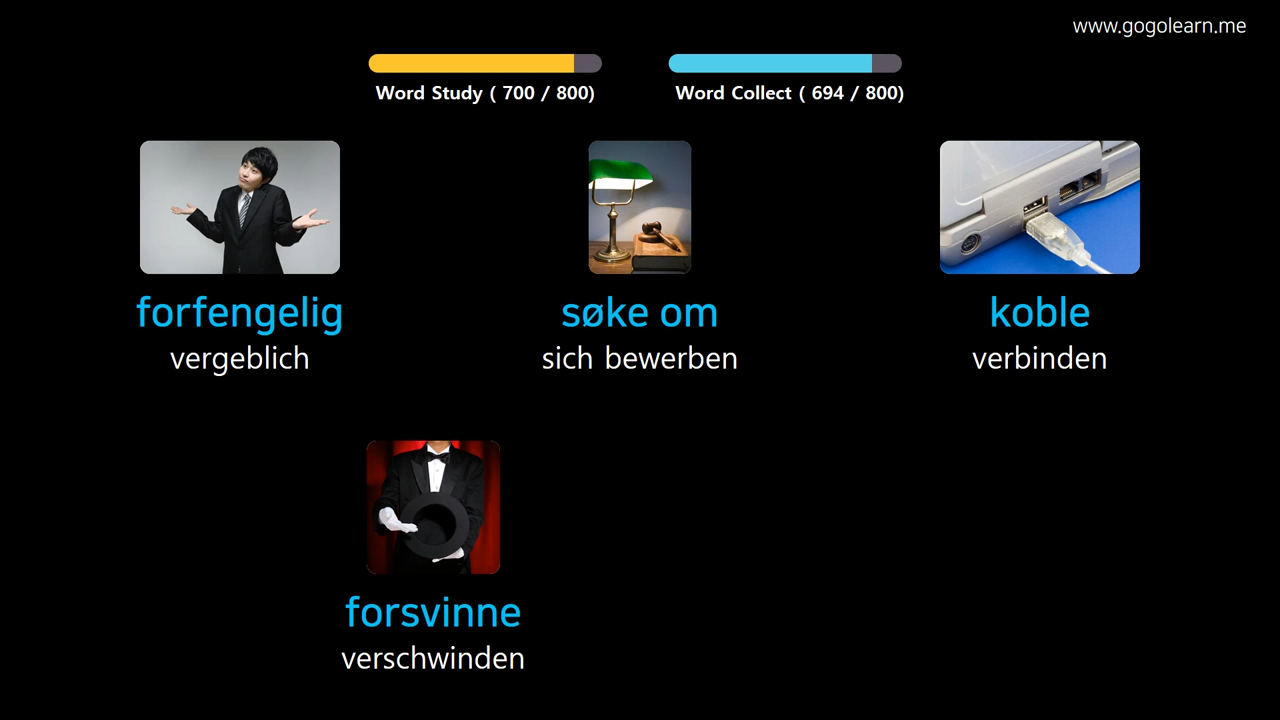 www.gogolearn.me
Word Study ( 700 / 800)
Word Collect ( 694 / 800)
forfengelig
vergeblich
søke om
sich bewerben
koble
verbinden
forsvinne
verschwinden